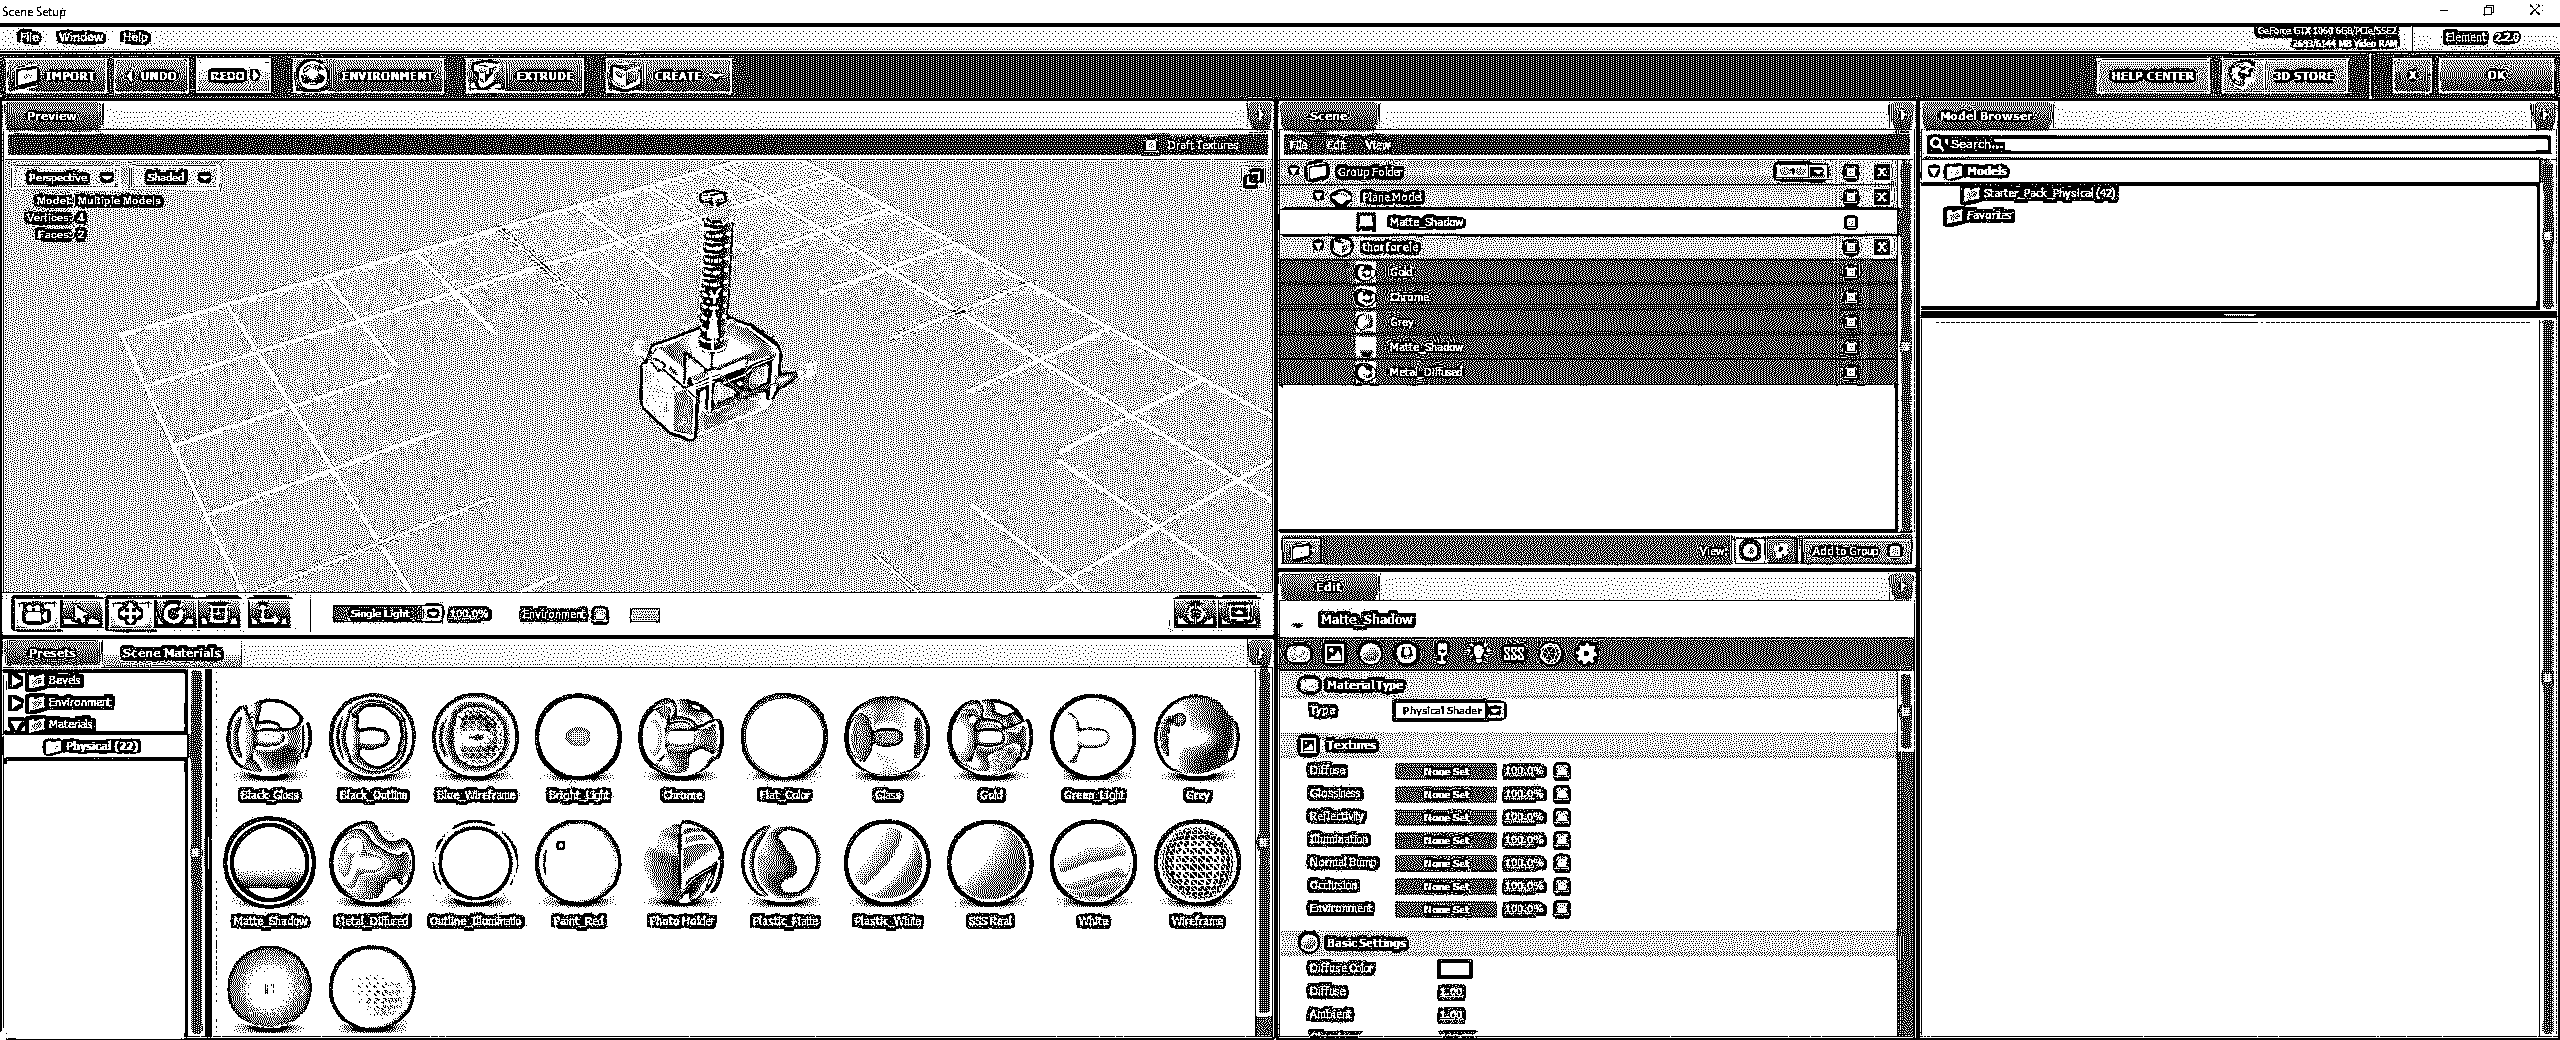 Scene Setup
File Window Help
GeForce GTX 1060 6GB/PCIe/SSE2
2693/6144 MB Video RAM
Element 2.2.0
IMPORT UNDO REDO ENVIRONMENT EXTRUDE CREATE HELP CENTER 3D STORE X OK
Preview
Draft Textures
Perspective Shaded
Model: Multiple Models
Vertices: 4
Faces: 2
Single Light 100.0% Environment
Presets Scene Materials
Bevels
Environment
Materials
Physical (22)
Black_Gloss Black_Outline Blue_Wireframe Bright_Light Chrome Flat_Color Glass Gold Green_Light Grey
Matte_Shadow Metal_Diffused Outline_Illuminatio Paint_Red Photo Holder Plastic_Matte Plastic_White SSS Real White Wireframe
Scene
File Edit View
Group Folder
Plane Model
Matte_Shadow
thorforele
Gold
Chrome
Grey
Matte_Shadow
Metal_Diffused
View: Add to Group
Edit
Matte_Shadow
SSS
Material Type
Type Physical Shader
Textures
Diffuse None Set 100.0%
Glossiness None Set 100.0%
Reflectivity None Set 100.0%
Illumination None Set 100.0%
Normal Bump None Set 100.0%
Occlusion None Set 100.0%
Environment None Set 100.0%
Basic Settings
Diffuse Color
Diffuse 1.00
Ambient 1.00
Model Browser
Search...
Models
Starter_Pack_Physical (42)
Favorites